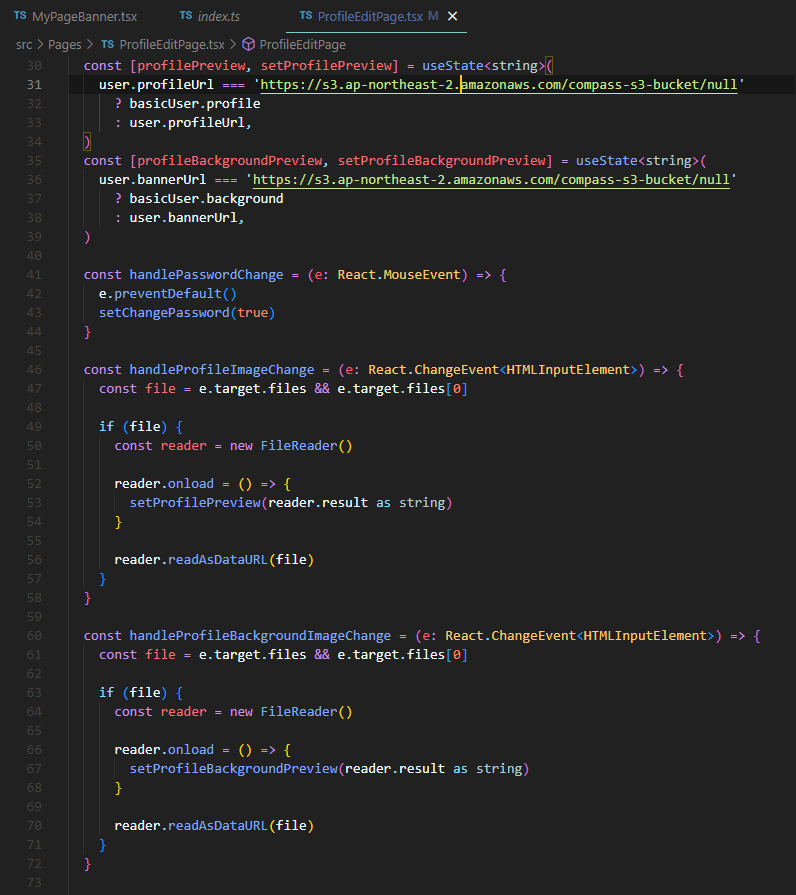 TS MyPageBanner.tsx TS index.ts TS ProfileEditPage.tsx M ×
src > Pages > TS ProfileEditPage.tsx > ProfileEditPage
30 const [profilePreview, setProfilePreview] = useState<string>(
31 user.profileUrl === 'https://s3.ap-northeast-2.amazonaws.com/compass-s3-bucket/null'
32 ? basicUser.profile
33 : user.profileUrl,
34 )
35 const [profileBackgroundPreview, setProfileBackgroundPreview] = useState<string>(
36 user.bannerUrl === 'https://s3.ap-northeast-2.amazonaws.com/compass-s3-bucket/null'
37 ? basicUser.background
38 : user.bannerUrl,
39 )
40
41 const handlePasswordChange = (e: React.MouseEvent) => {
42 e.preventDefault()
43 setChangePassword(true)
44 }
45
46 const handleProfileImageChange = (e: React.ChangeEvent<HTMLInputElement>) => {
47 const file = e.target.files && e.target.files[0]
48
49 if (file) {
50 const reader = new FileReader()
51
52 reader.onload = () => {
53 setProfilePreview(reader.result as string)
54 }
55
56 reader.readAsDataURL(file)
57 }
58 }
59
60 const handleProfileBackgroundImageChange = (e: React.ChangeEvent<HTMLInputElement>) => {
61 const file = e.target.files && e.target.files[0]
62
63 if (file) {
64 const reader = new FileReader()
65
66 reader.onload = () => {
67 setProfileBackgroundPreview(reader.result as string)
68 }
69
70 reader.readAsDataURL(file)
71 }
72 }
73